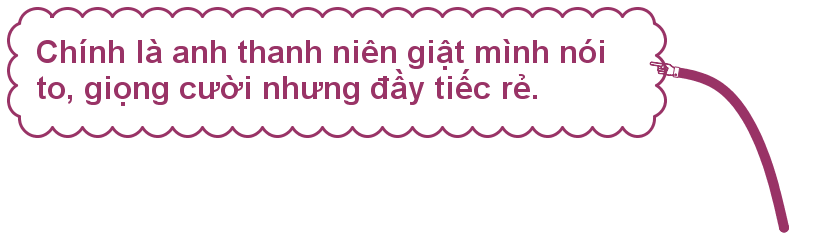 Chính là anh thanh niên giật mình nói
to, giọng cười nhưng đầy tiếc rẻ.